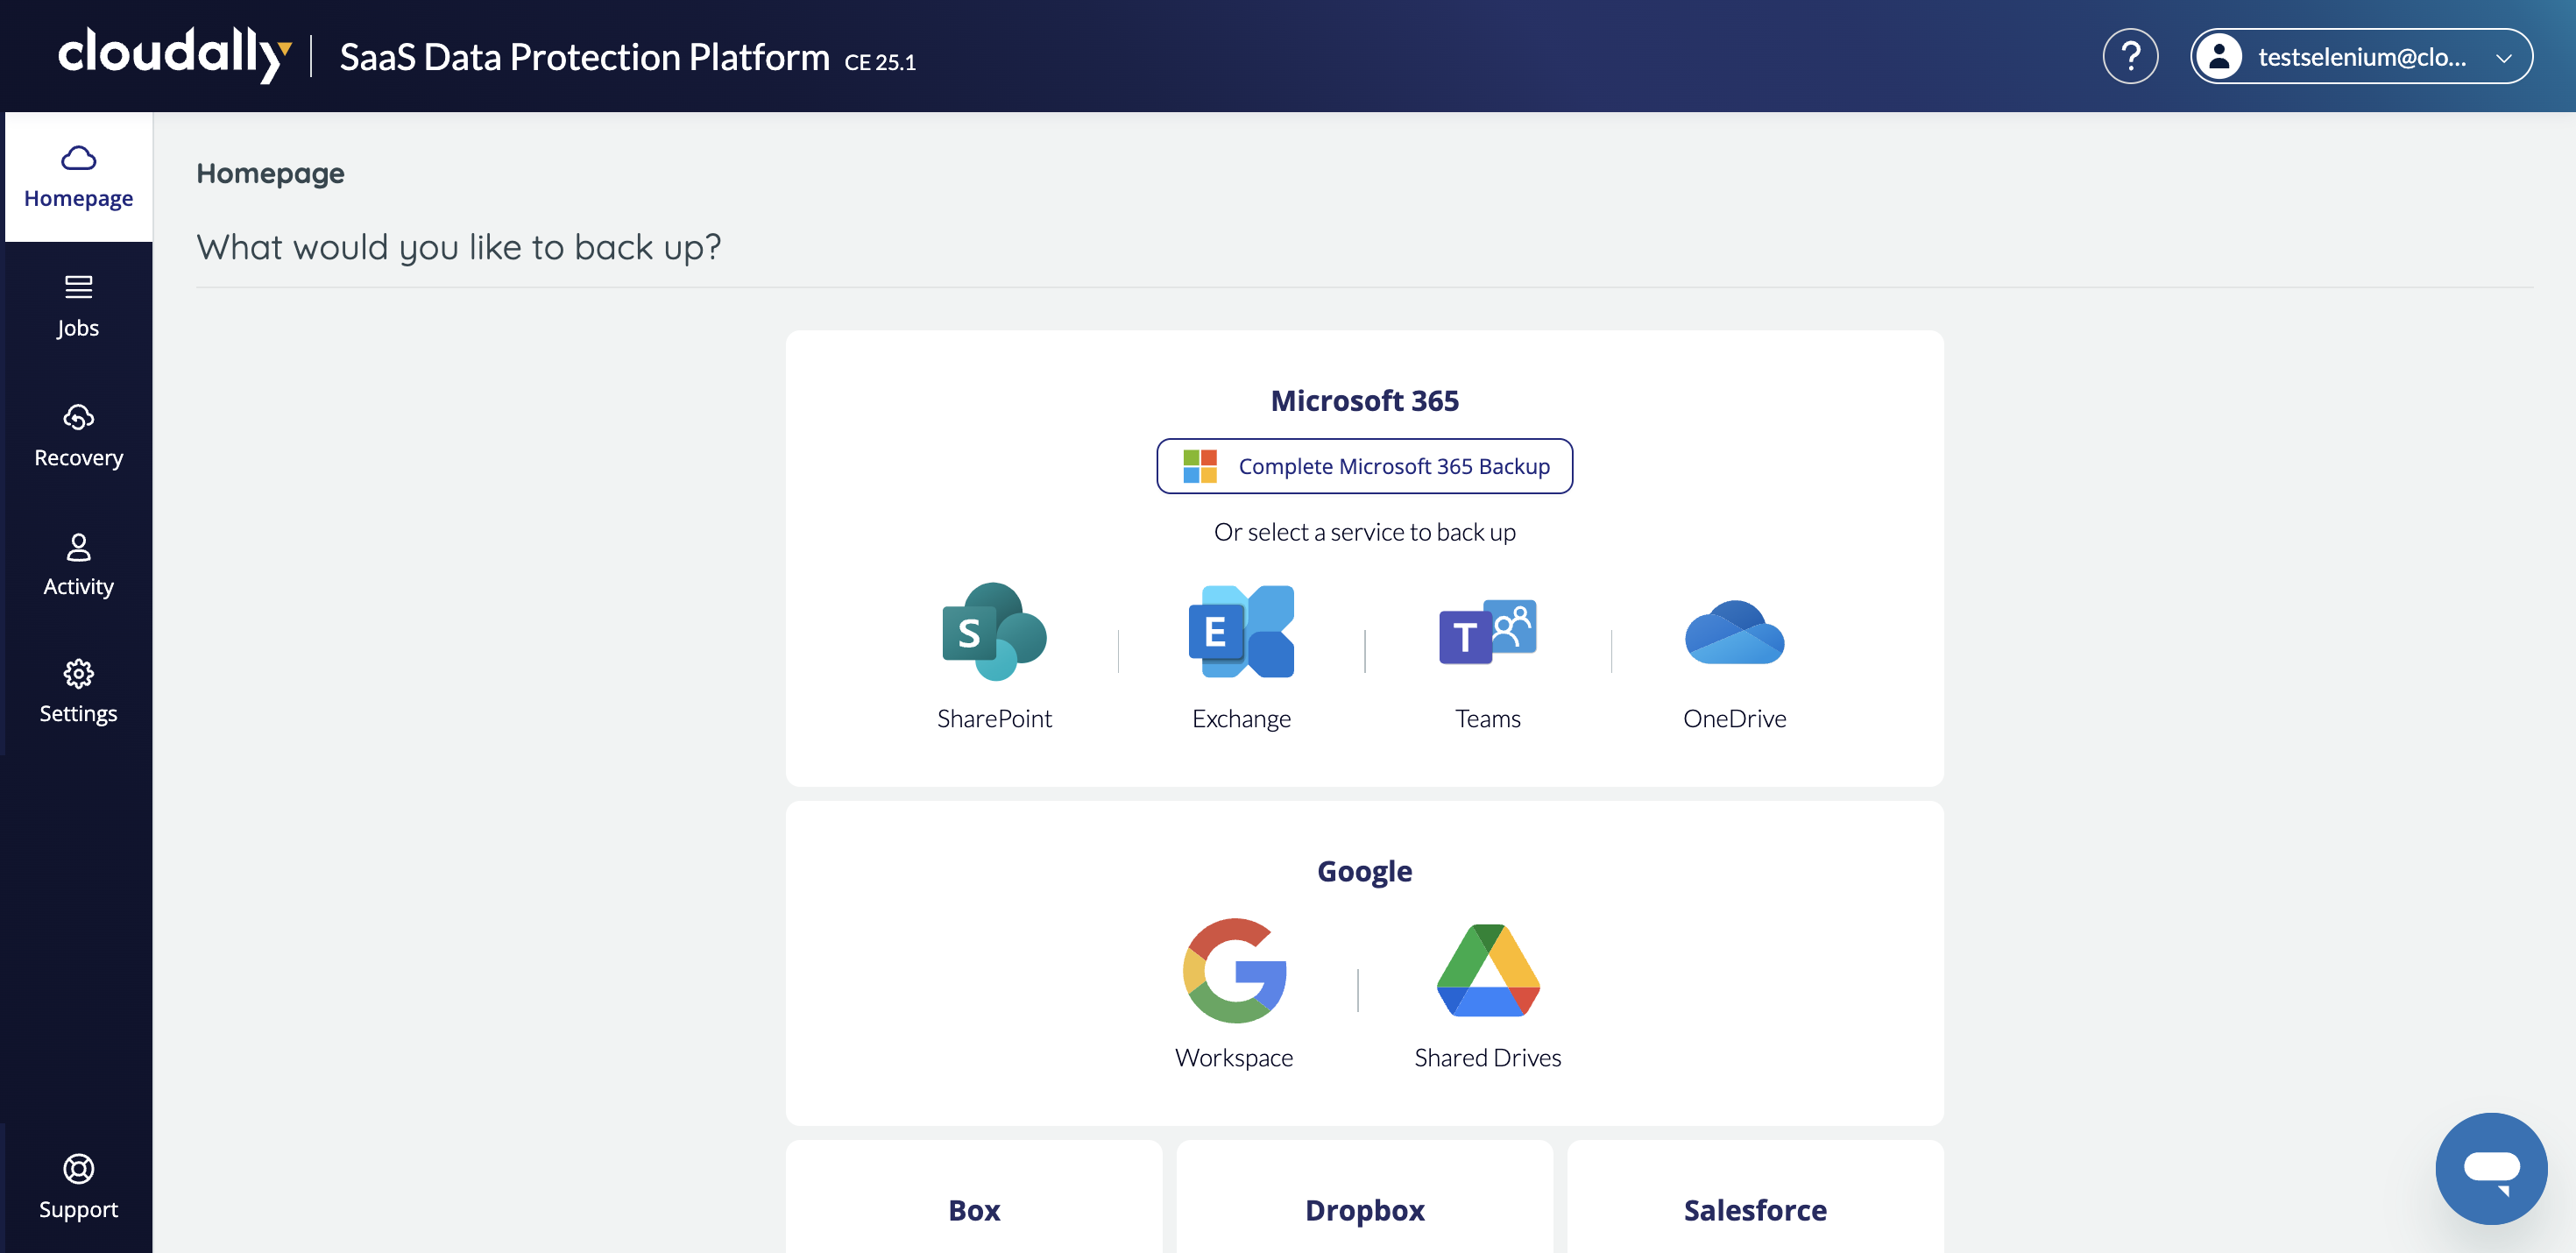 cloudally
SaaS Data Protection Platform CE 25.1
?
testselenium@clo...
Homepage
Jobs
Recovery
Activity
Settings
Support
Homepage
What would you like to back up?
Microsoft 365
Complete Microsoft 365 Backup
Or select a service to back up
S
E
T
SharePoint
Exchange
Teams
OneDrive
Google
Workspace
Shared Drives
Box
Dropbox
Salesforce